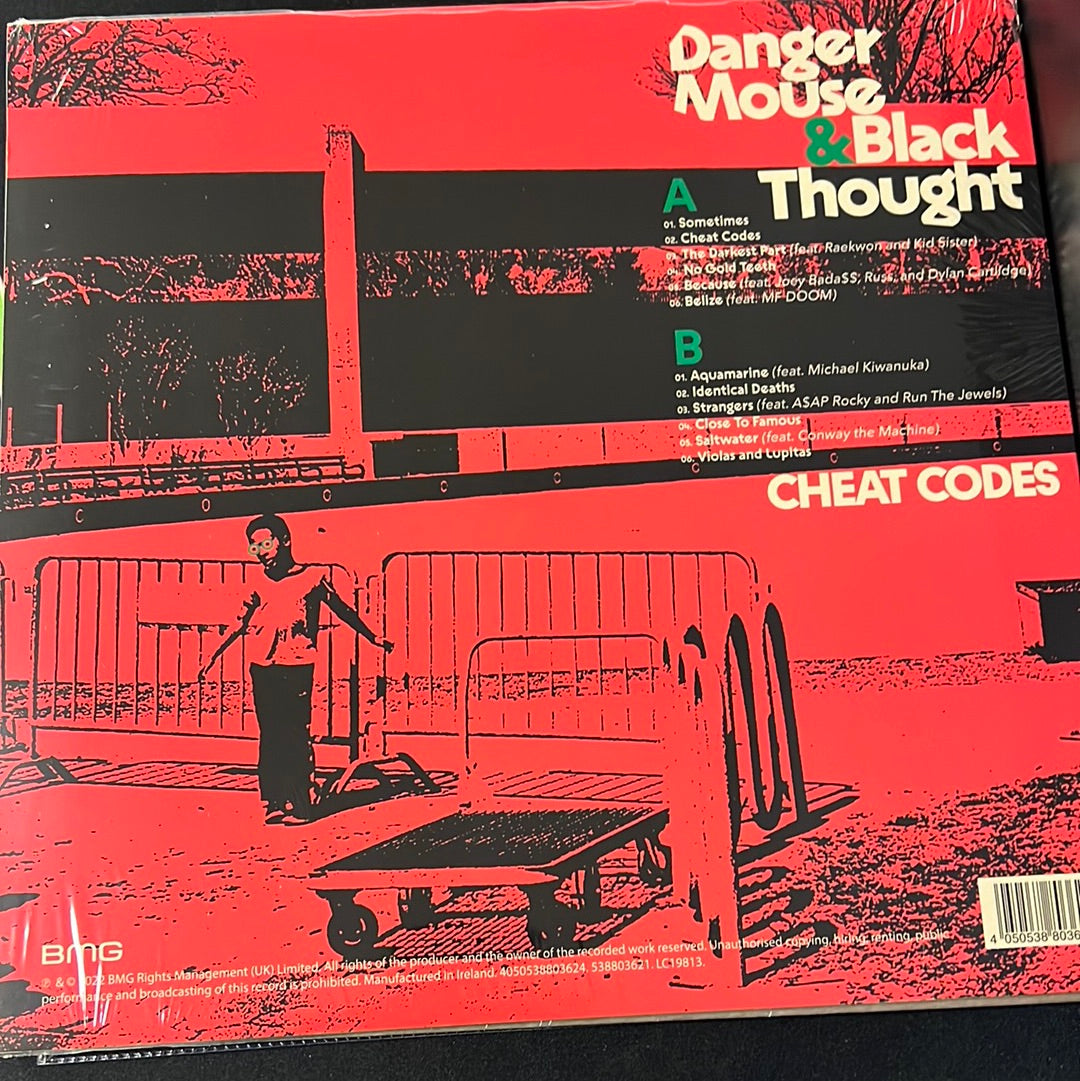 Danger
Mouse
& Black
Thought
A
01. Sometimes
02. Cheat Codes
03. The Darkest Part (feat. Raekwon and Kid Sister)
04. No Gold Teeth
05. Because (feat. Joey Bada$$, Russ, and Dylan Cartlidge)
06. Belize (feat. MF DOOM)
B
01. Aquamarine (feat. Michael Kiwanuka)
02. Identical Deaths
03. Strangers (feat. A$AP Rocky and Run The Jewels)
04. Close To Famous
05. Saltwater (feat. Conway the Machine)
06. Violas and Lupitas
CHEAT CODES
BMG
℗ & © 2022 BMG Rights Management (UK) Limited. All rights of the producer and the owner of the recorded work reserved. Unauthorised copying, hiring, renting, public
performance and broadcasting of this record is prohibited. Manufactured in Ireland. 4050538803624. 538803621. LC19813.
4 050538 8036